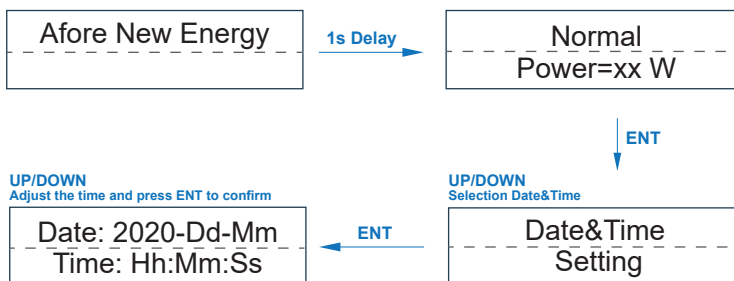 Afore New Energy
1s Delay
Normal
Power=xx W
ENT
UP/DOWN
Selection Date&Time
Date&Time
Setting
ENT
UP/DOWN
Adjust the time and press ENT to confirm
Date: 2020-Dd-Mm
Time: Hh:Mm:Ss